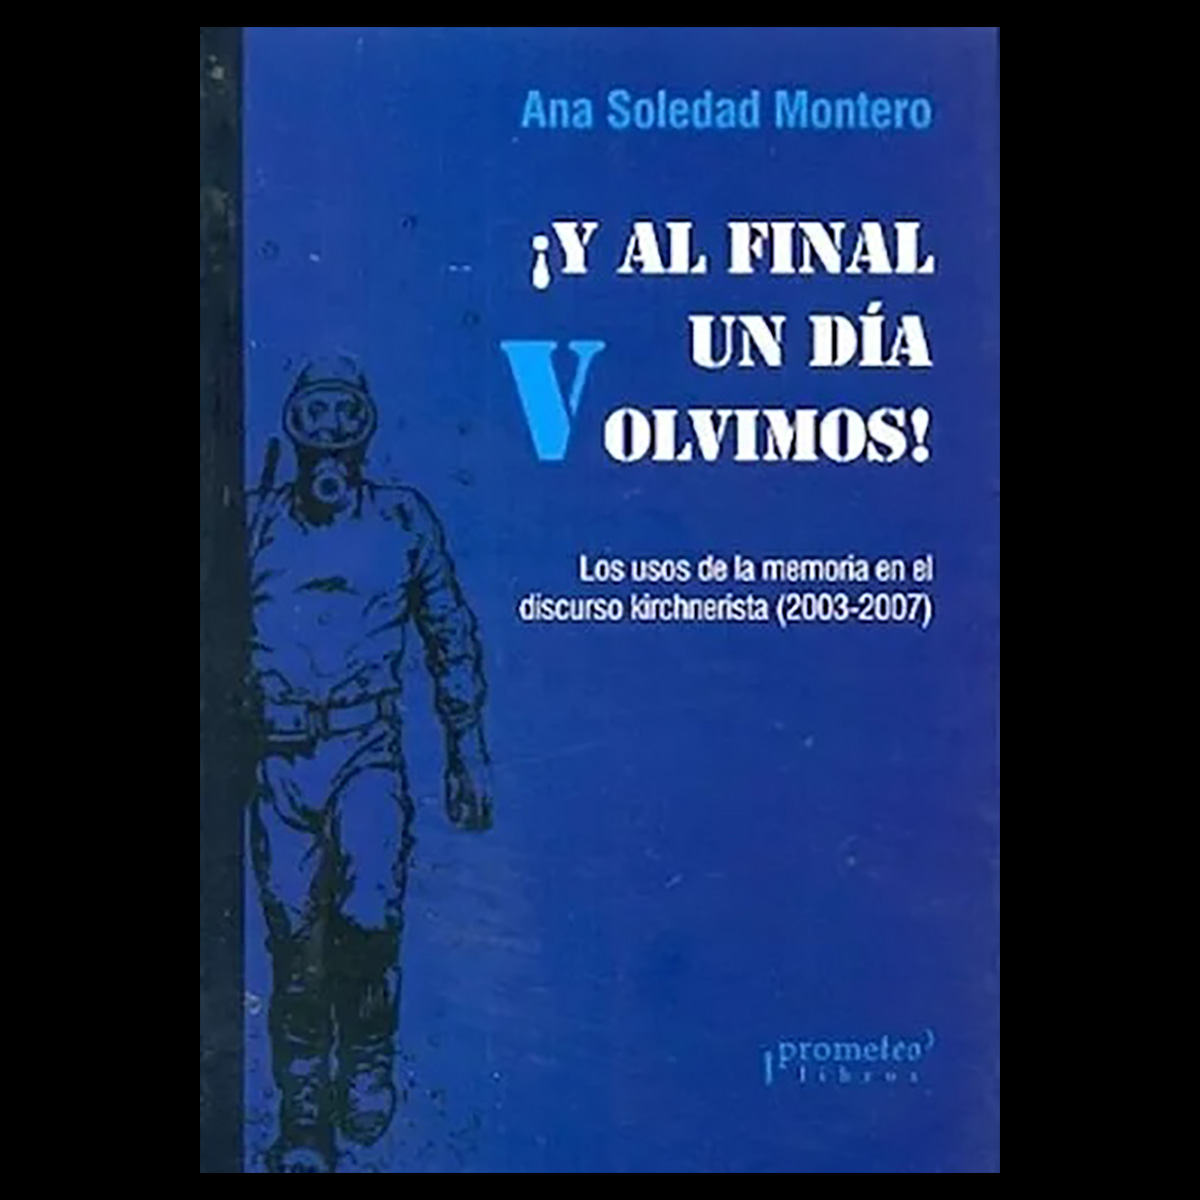 Ana Soledad Montero
¡Y AL FINAL
UN DÍA
VOLVIMOS!
Los usos de la memoria en el
discurso kirchnerista (2003-2007)
prometeo
libros